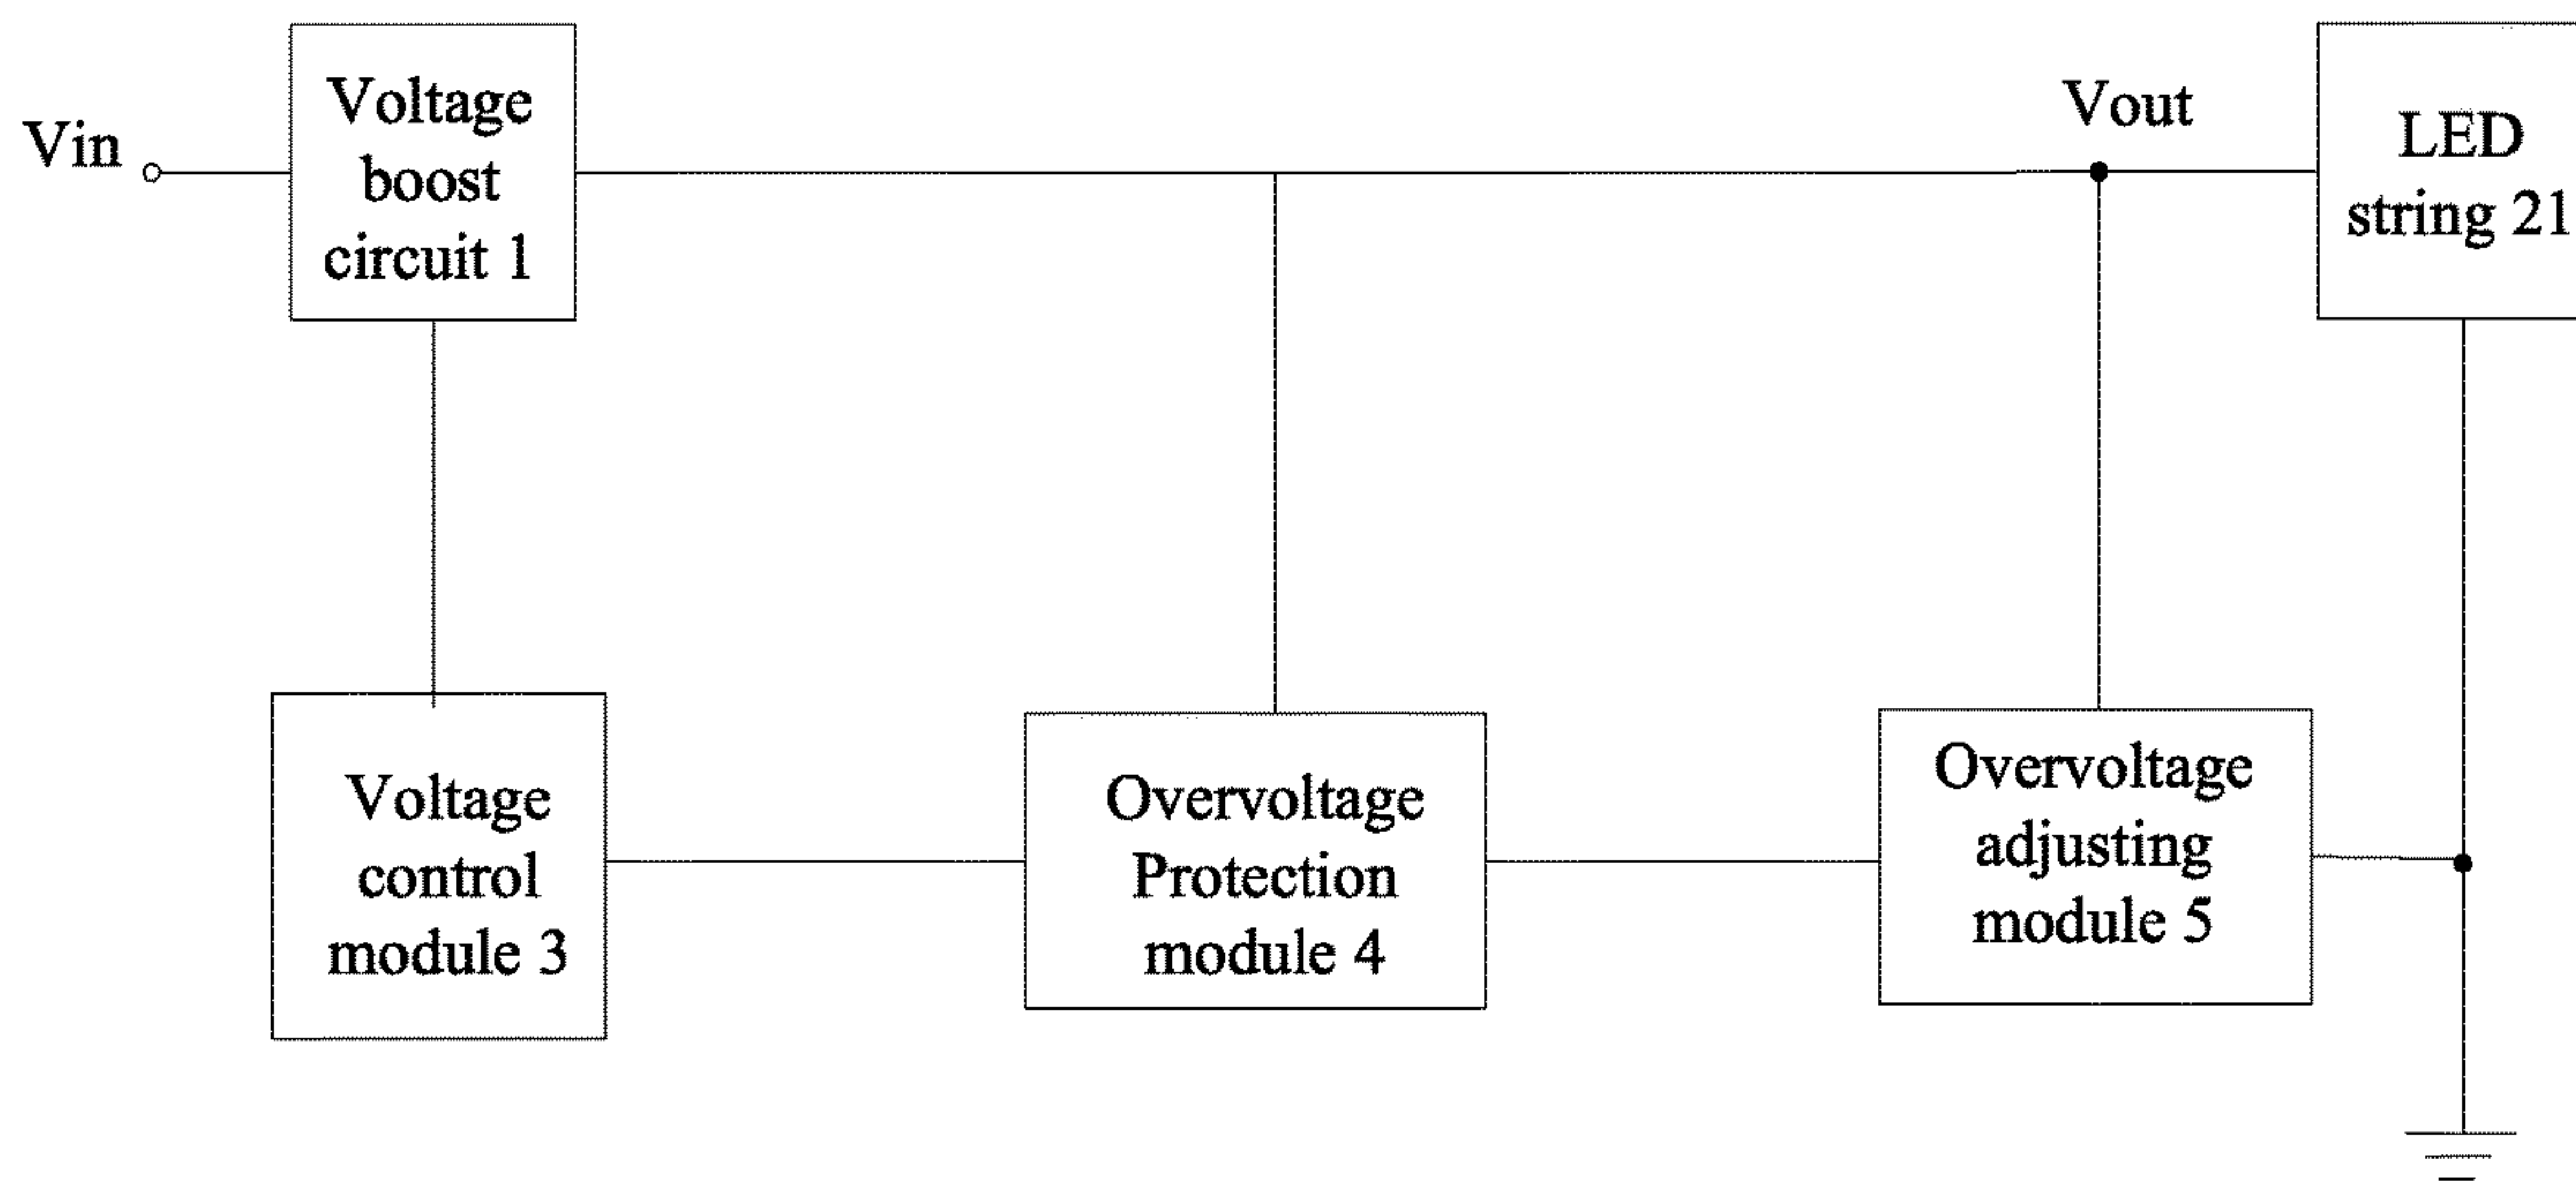 Vin
Voltage
boost
circuit 1
Vout
LED
string 21
Voltage
control
module 3
Overvoltage
Protection
module 4
Overvoltage
adjusting
module 5